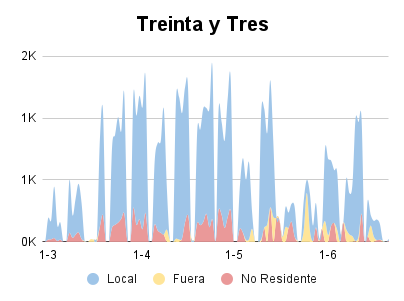 Treinta y Tres
2K
1K
1K
0K
1-3 1-4 1-5 1-6
Local Fuera No Residente